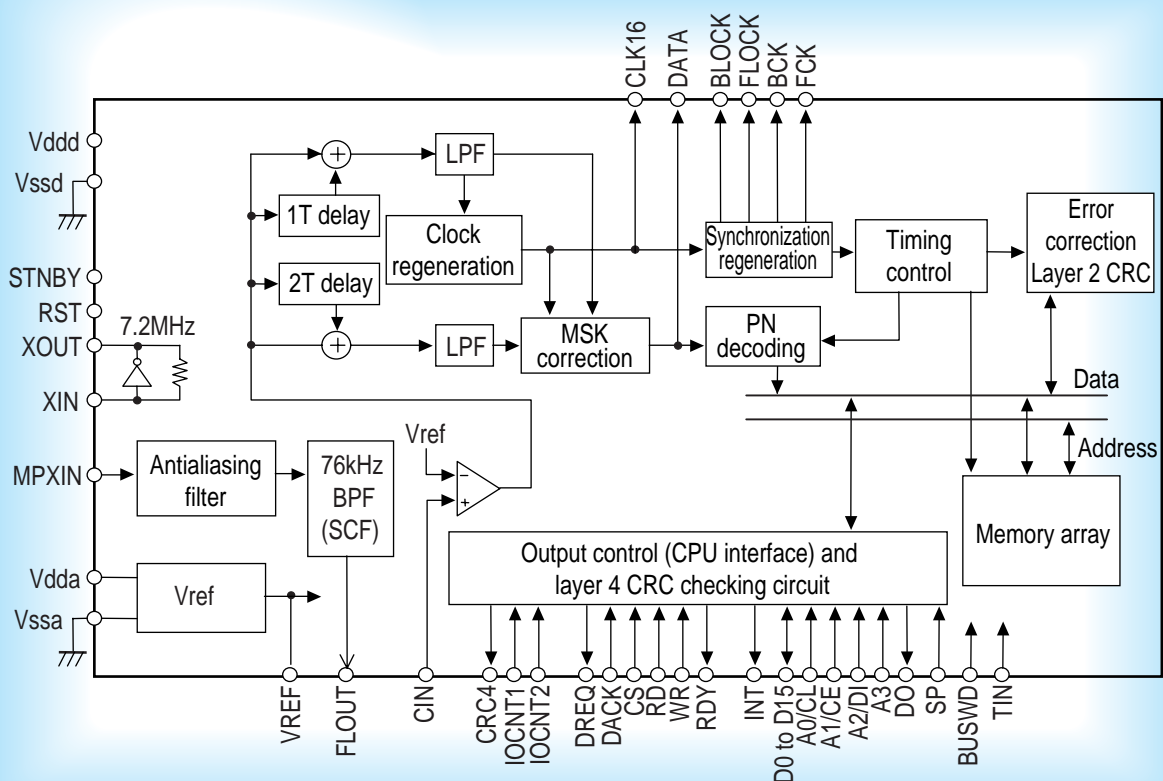 CLK16
DATA
BLOCK
FLOCK
BCK
FCK
Vddd
Vssd
STNBY
RST
XOUT
7.2MHz
XIN
MPXIN
Vdda
Vssa
LPF
1T delay
Clock
regeneration
2T delay
LPF
MSK
correction
Synchronization
regeneration
Timing
control
Error
correction
Layer 2 CRC
PN
decoding
Data
Address
Memory array
Antialiasing
filter
76kHz
BPF
(SCF)
Vref
Vref
Output control (CPU interface) and
layer 4 CRC checking circuit
VREF
FLOUT
CIN
CRC4
IOCNT1
IOCNT2
DREQ
DACK
CS
RD
WR
RDY
INT
D0 to D15
A0/CL
A1/CE
A2/DI
A3
DO
SP
BUSWD
TIN